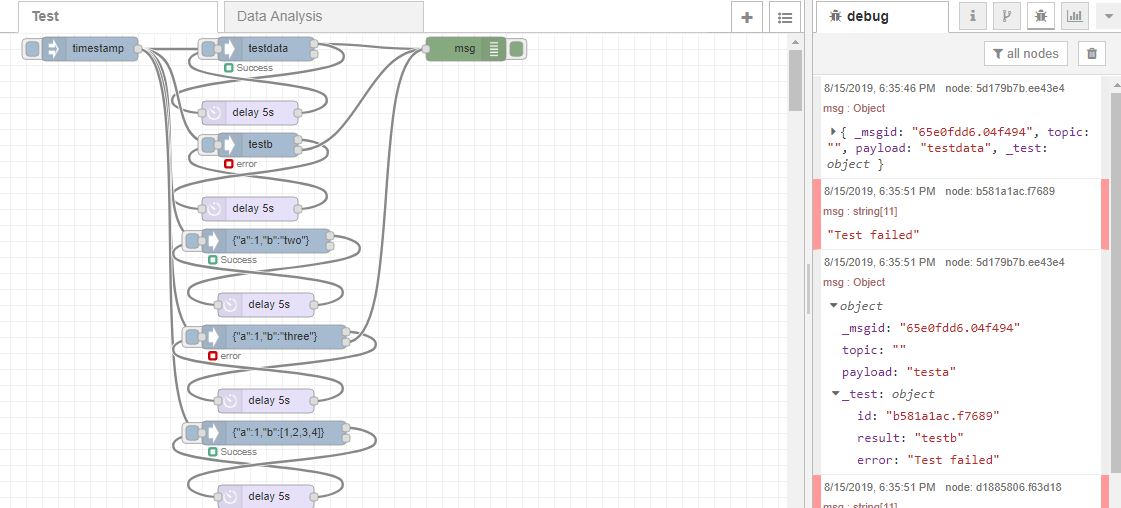 Test
Data Analysis
timestamp
testdata
Success
msg
delay 5s
testb
error
delay 5s
{"a":1,"b":"two"}
Success
delay 5s
{"a":1,"b":"three"}
error
delay 5s
{"a":1,"b":[1,2,3,4]}
Success
delay 5s
debug
i
all nodes
8/15/2019, 6:35:46 PM node: 5d179b7b.ee43e4
msg : Object
{ _msgid: "65e0fdd6.04f494", topic:
"", payload: "testdata", _test:
object }
8/15/2019, 6:35:51 PM node: b581a1ac.f7689
msg : string[11]
"Test failed"
8/15/2019, 6:35:51 PM node: 5d179b7b.ee43e4
msg : Object
object
_msgid: "65e0fdd6.04f494"
topic: ""
payload: "testa"
_test: object
id: "b581a1ac.f7689"
result: "testb"
error: "Test failed"
8/15/2019, 6:35:51 PM node: d1885806.f63d18
msg : string[11]